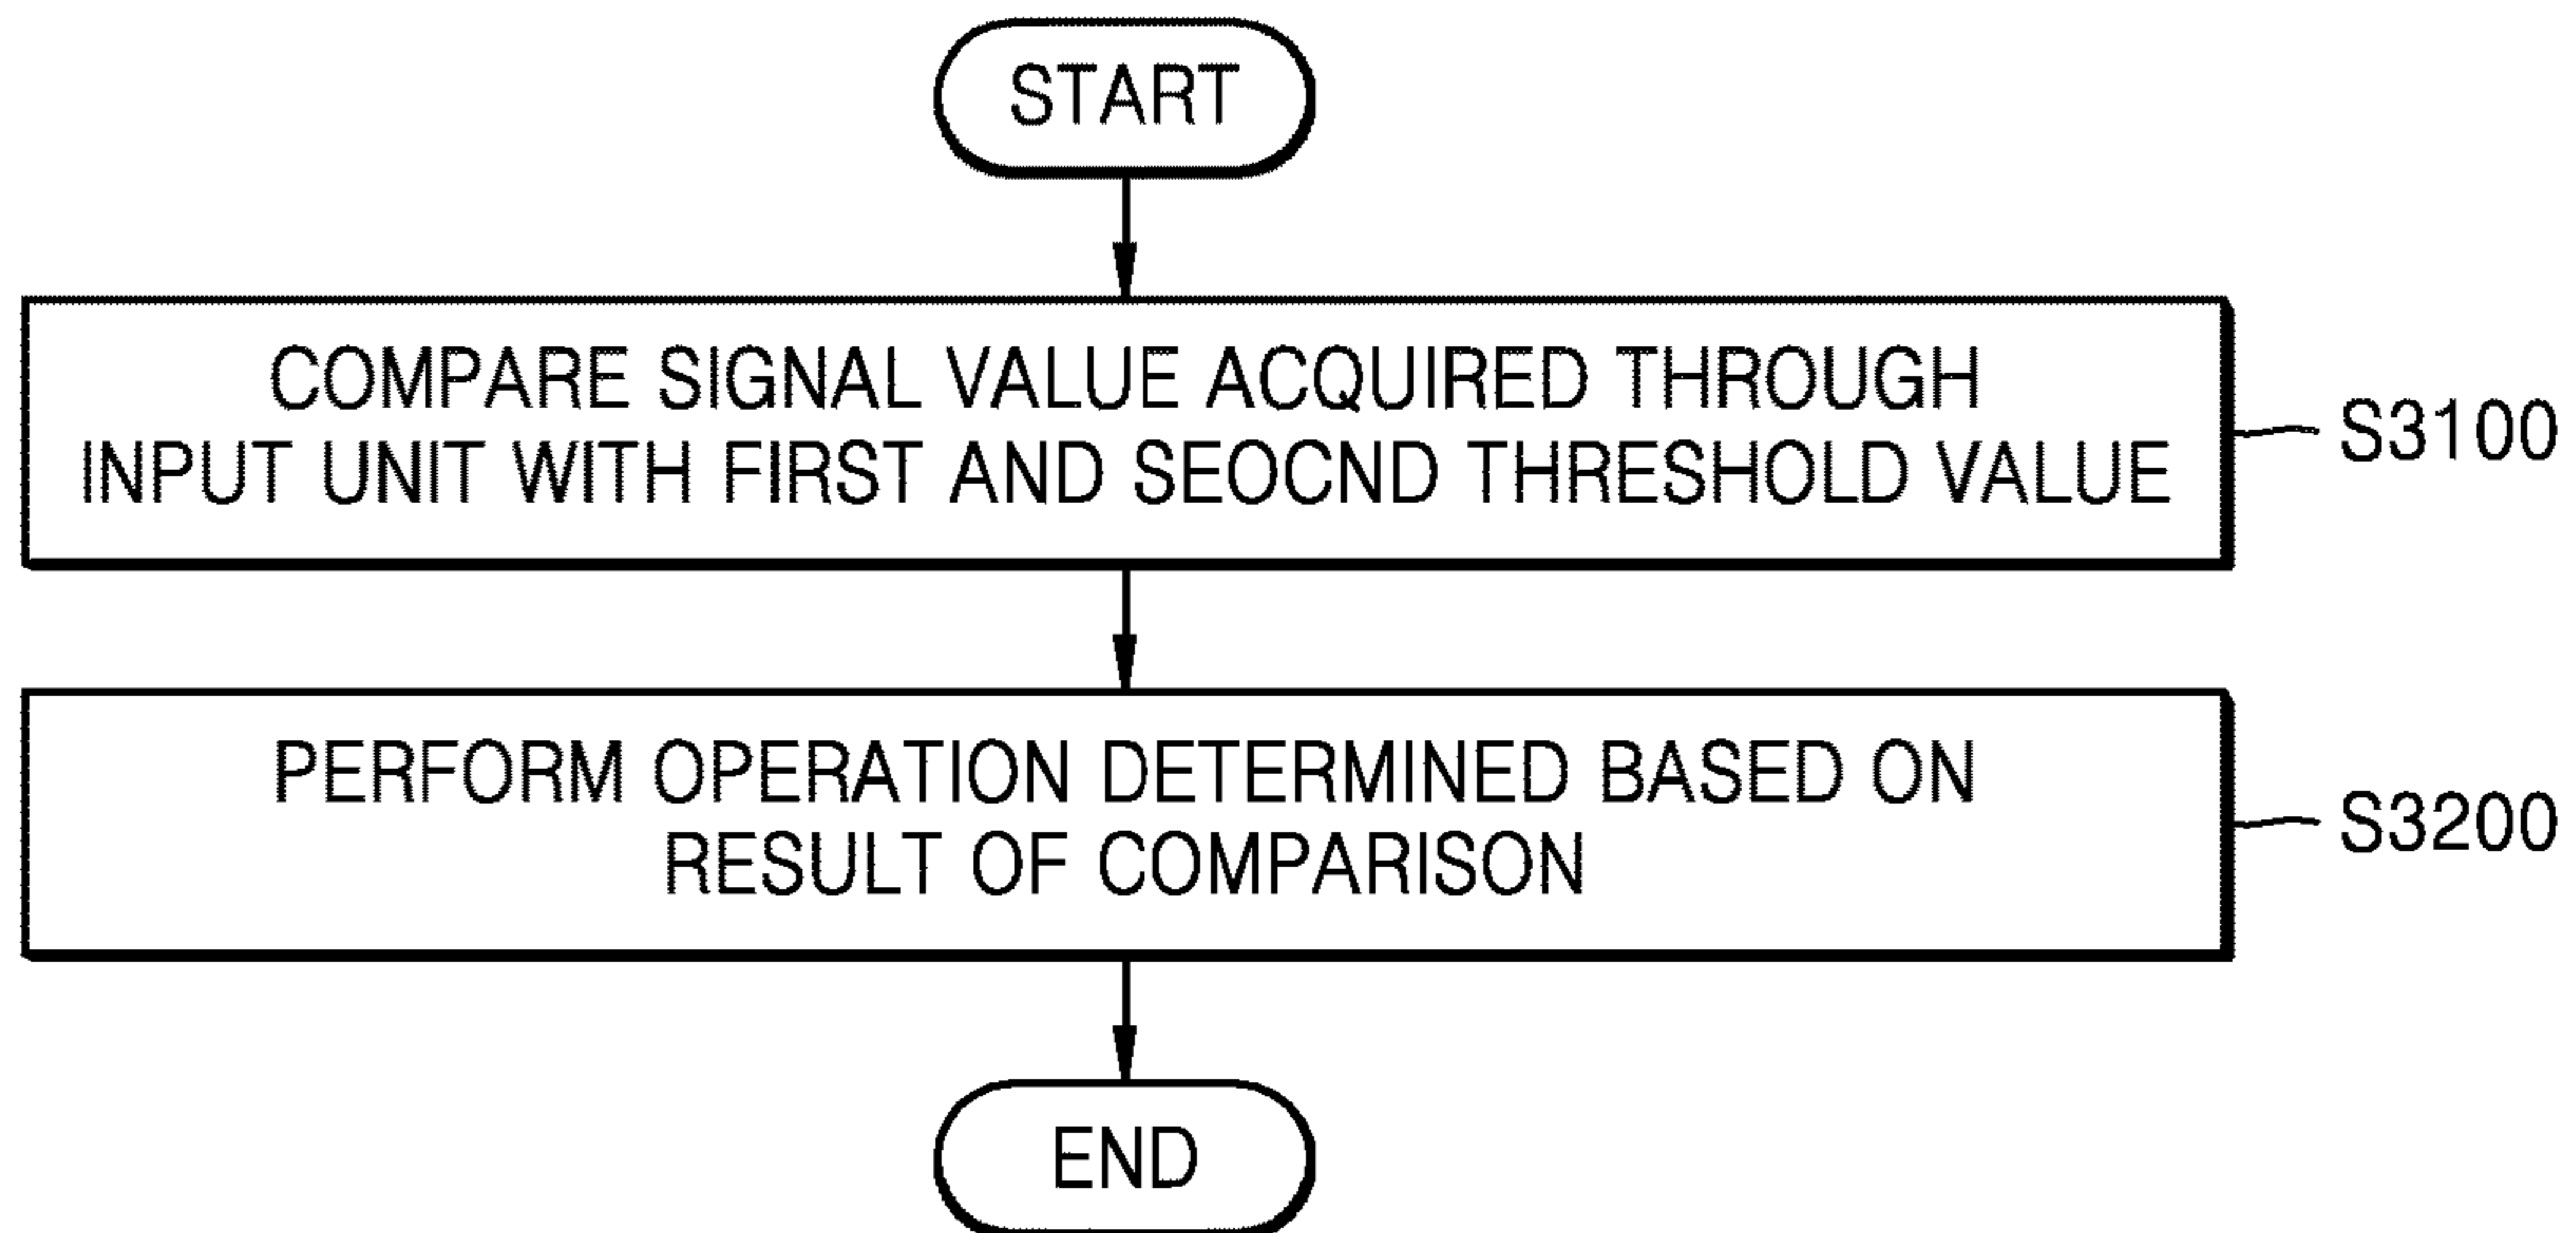 START
COMPARE SIGNAL VALUE ACQUIRED THROUGH
INPUT UNIT WITH FIRST AND SEOCND THRESHOLD VALUE
S3100
PERFORM OPERATION DETERMINED BASED ON
RESULT OF COMPARISON
S3200
END